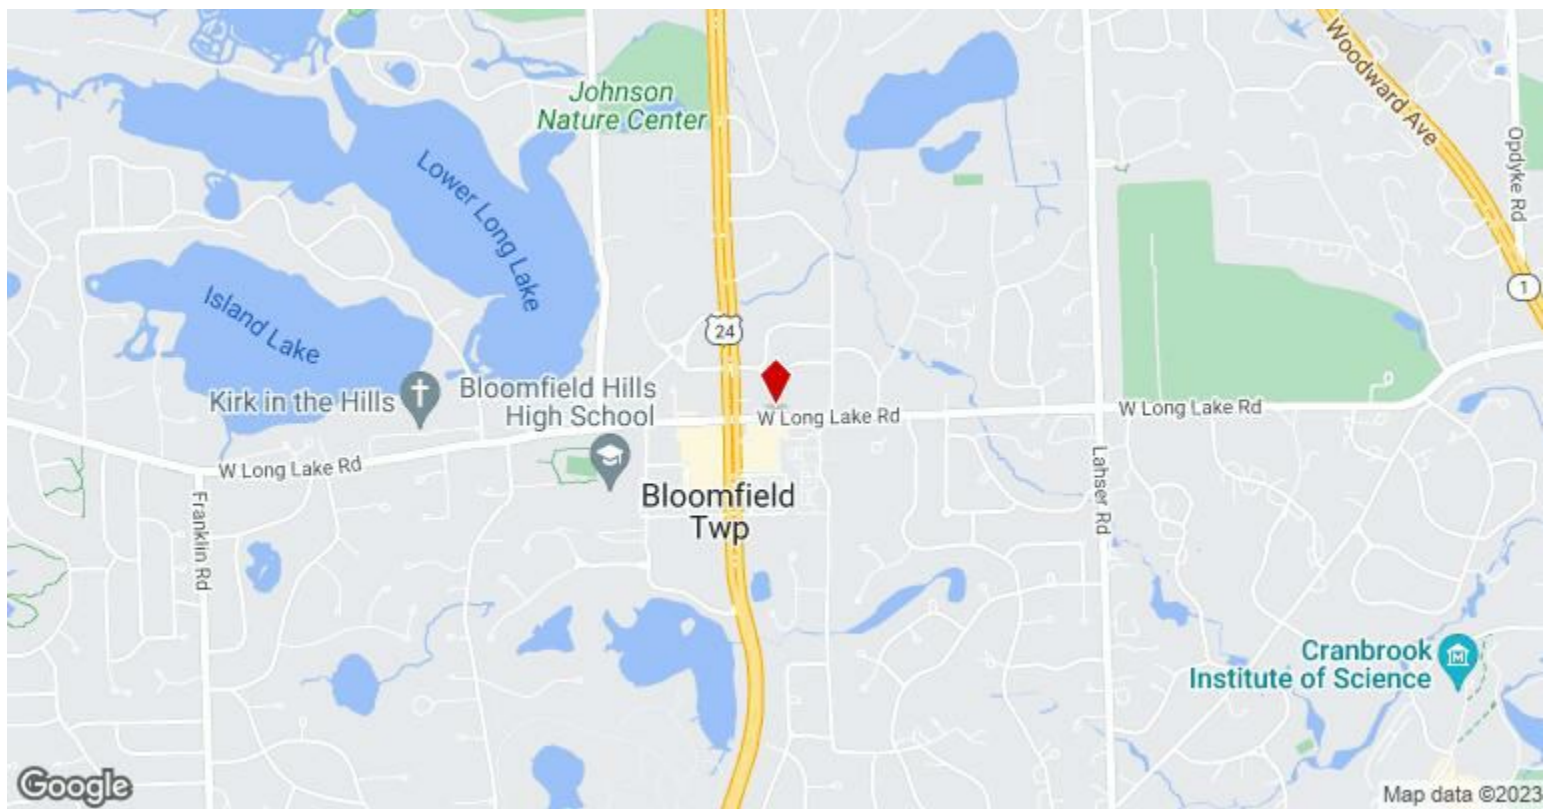 Johnson
Nature Center
Woodward Ave
Opdyke Rd
Lower Long Lake
Island Lake
24
1
Kirk in the Hills
Bloomfield Hills
High School
W Long Lake Rd
W Long Lake Rd
W Long Lake Rd
Franklin Rd
Lahser Rd
Bloomfield
Twp
Cranbrook
Institute of Science
Google
Map data ©2023